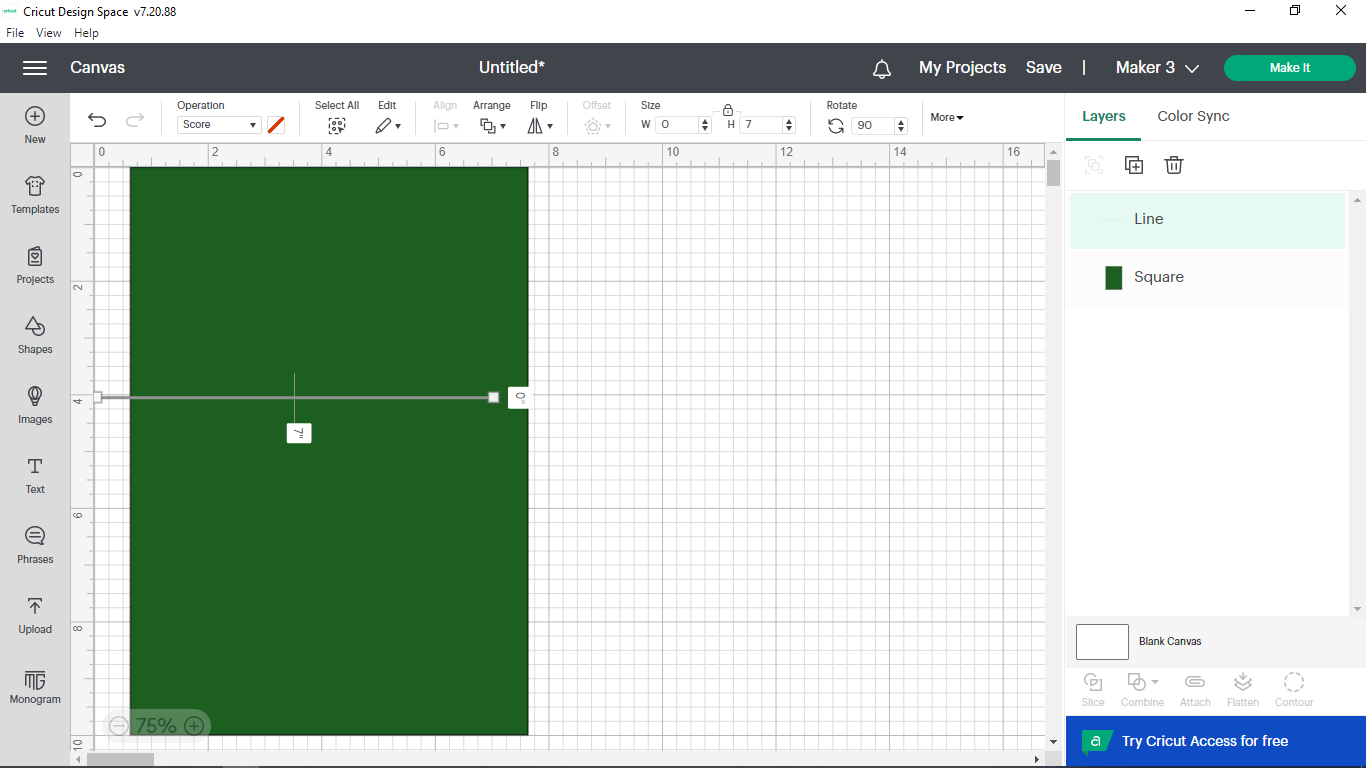 cricut Cricut Design Space v7.20.88
File View Help
Canvas Untitled* My Projects Save | Maker 3 Make It
New
Templates
Projects
Shapes
Images
Text
Phrases
Upload
Monogram
Operation Select All Edit Align Arrange Flip Offset Size Rotate More
Score W 0 H 7 90
0 2 4 6 8 10 12 14 16
0
2
4
6
8
10
0"
7"
75%
Layers Color Sync
Line
Square
Blank Canvas
Slice Combine Attach Flatten Contour
a Try Cricut Access for free